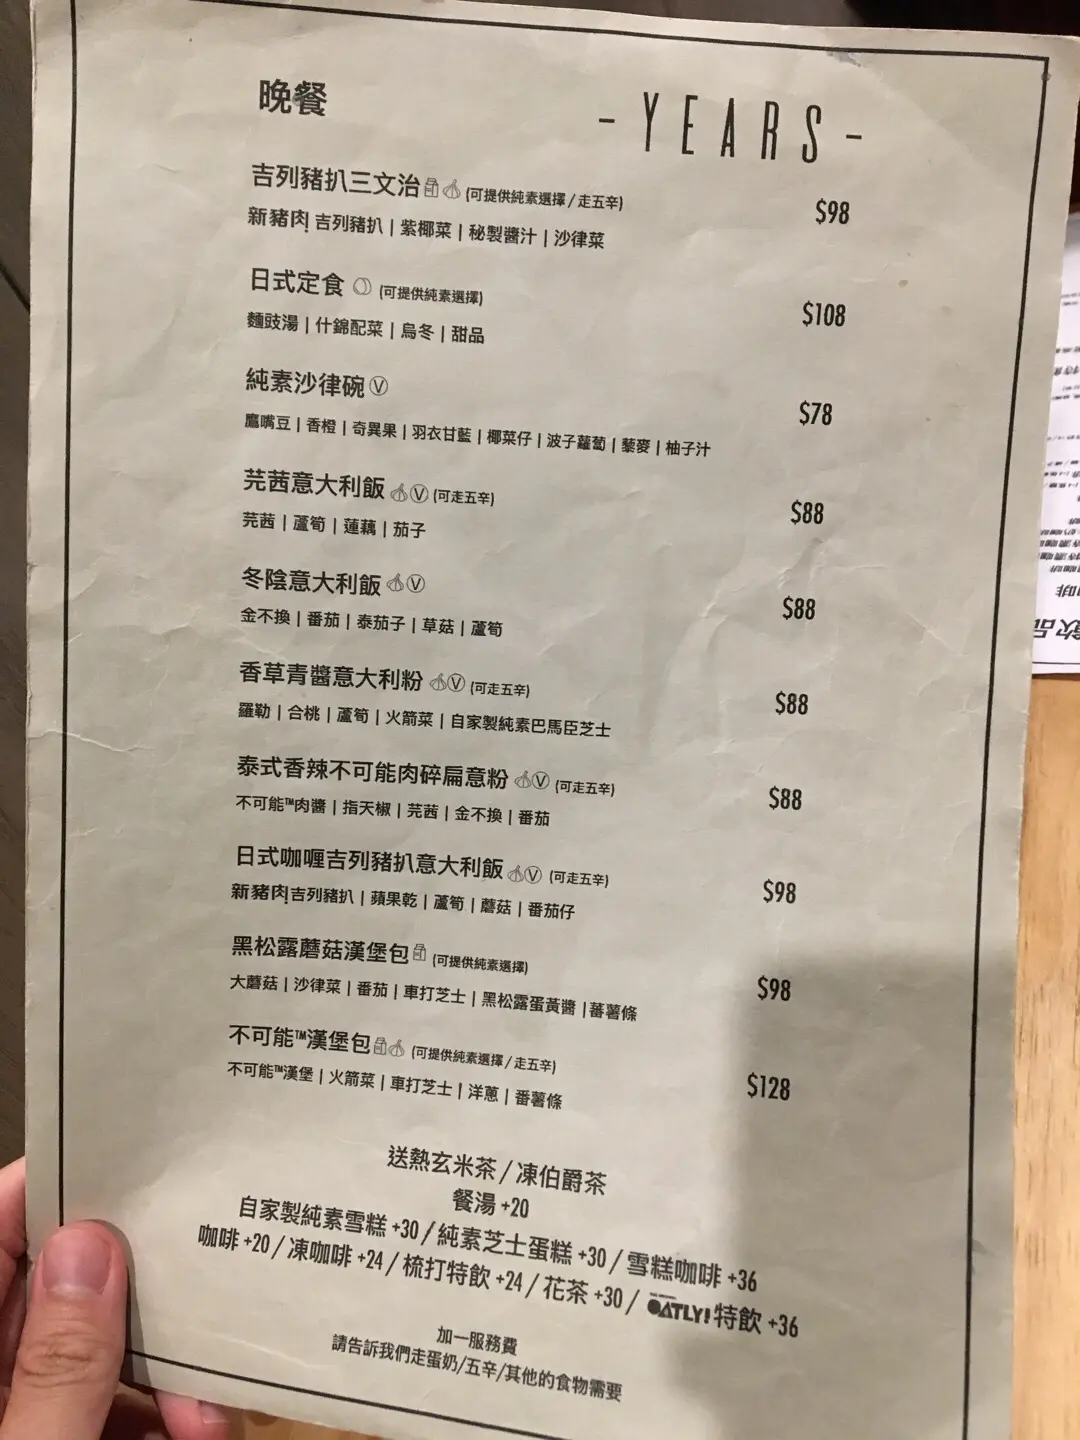 晚餐
- YEARS -
吉列豬扒三文治 (可提供純素選擇 / 走五辛) $98
新豬肉 吉列豬扒 | 紫椰菜 | 秘製醬汁 | 沙律菜
日式定食 (可提供純素選擇) $108
麵豉湯 | 什錦配菜 | 烏冬 | 甜品
純素沙律碗 Ⓥ $78
鷹嘴豆 | 香橙 | 奇異果 | 羽衣甘藍 | 椰菜仔 | 波子蘿蔔 | 藜麥 | 柚子汁
芫茜意大利飯 Ⓥ (可走五辛) $88
芫茜 | 蘆筍 | 蓮藕 | 茄子
冬陰意大利飯 Ⓥ $88
金不換 | 番茄 | 泰茄子 | 草菇 | 蘆筍
香草青醬意大利粉 Ⓥ (可走五辛) $88
羅勒 | 合桃 | 蘆筍 | 火箭菜 | 自家製純素巴馬臣芝士
泰式香辣不可能肉碎扁意粉 Ⓥ (可走五辛) $88
不可能™肉醬 | 指天椒 | 芫茜 | 金不換 | 番茄
日式咖喱吉列豬扒意大利飯 Ⓥ (可走五辛) $98
新豬肉吉列豬扒 | 蘋果乾 | 蘆筍 | 蘑菇 | 番茄仔
黑松露蘑菇漢堡包 (可提供純素選擇) $98
大蘑菇 | 沙律菜 | 番茄 | 車打芝士 | 黑松露蛋黃醬 | 蕃薯條
不可能™漢堡包 (可提供純素選擇 / 走五辛) $128
不可能™漢堡 | 火箭菜 | 車打芝士 | 洋蔥 | 番薯條
送熱玄米茶 / 凍伯爵茶
餐湯 +20
自家製純素雪糕 +30 / 純素芝士蛋糕 +30 / 雪糕咖啡 +36
咖啡 +20 / 凍咖啡 +24 / 梳打特飲 +24 / 花茶 +30 / OATLY! 特飲 +36
加一服務費
請告訴我們走蛋奶/五辛/其他的食物需要
飲品